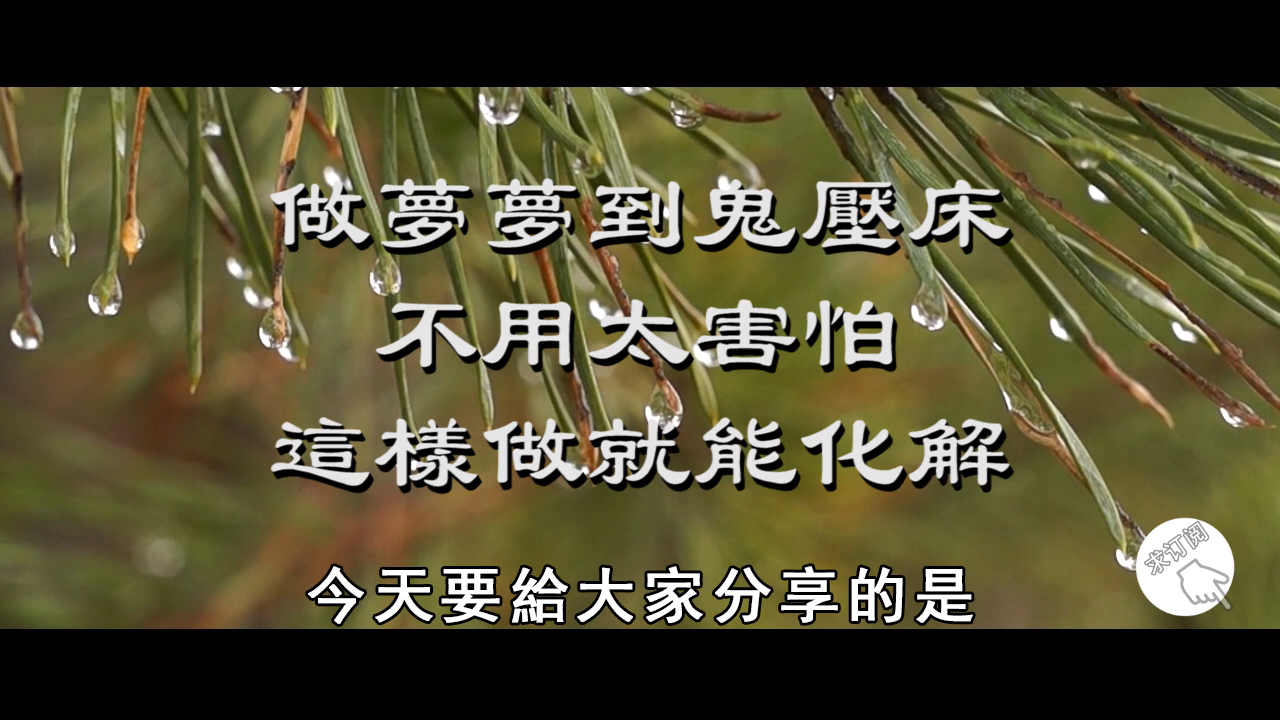 做夢夢到鬼壓床
不用太害怕
這樣做就能化解
求订阅
今天要給大家分享的是